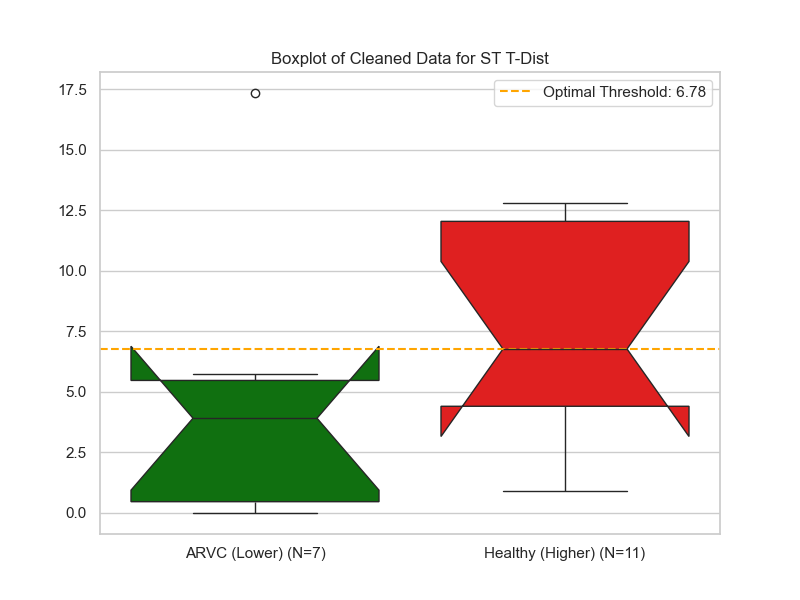 Boxplot of Cleaned Data for ST T-Dist
Optimal Threshold: 6.78
17.5
15.0
12.5
10.0
7.5
5.0
2.5
0.0
ARVC (Lower) (N=7)
Healthy (Higher) (N=11)